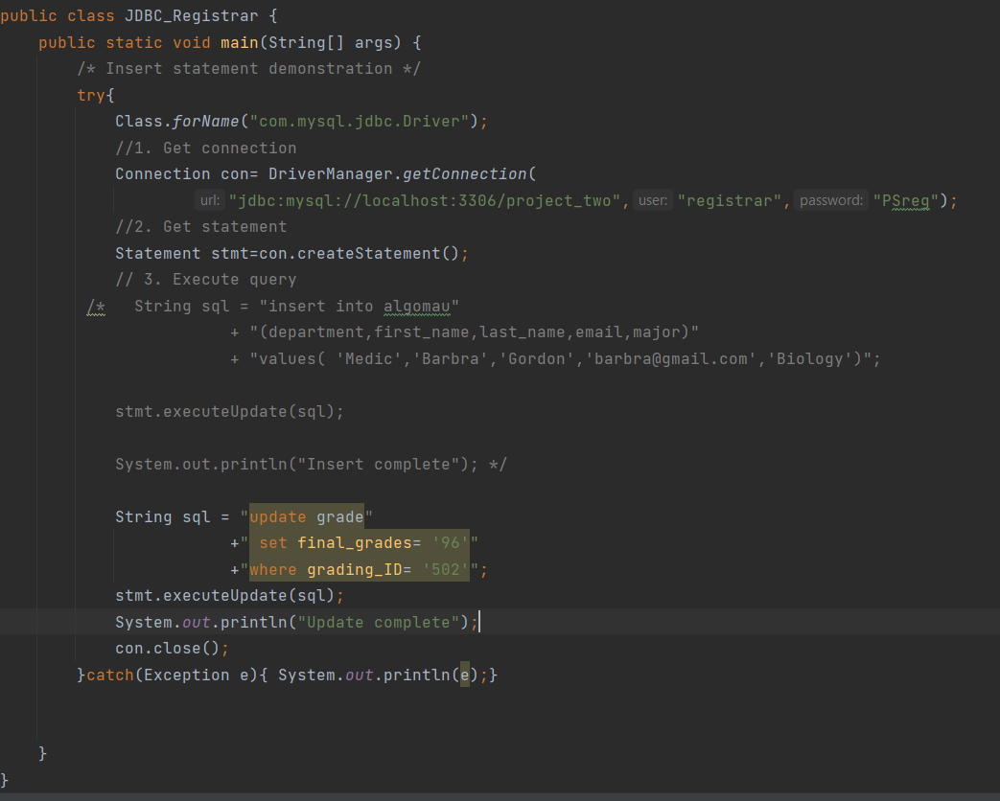 public class JDBC_Registrar {
public static void main(String[] args) {
/* Insert statement demonstration */
try{
Class.forName("com.mysql.jdbc.Driver");
//1. Get connection
Connection con= DriverManager.getConnection(
url: "jdbc:mysql://localhost:3306/project_two", user: "registrar", password: "PSreg");
//2. Get statement
Statement stmt=con.createStatement();
// 3. Execute query
/* String sql = "insert into algomau"
+ "(department,first_name,last_name,email,major)"
+ "values( 'Medic','Barbra','Gordon','barbra@gmail.com','Biology')";
stmt.executeUpdate(sql);
System.out.println("Insert complete"); */
String sql = "update grade"
+" set final_grades= '96'"
+"where grading_ID= '502'";
stmt.executeUpdate(sql);
System.out.println("Update complete");
con.close();
}catch(Exception e){ System.out.println(e);}
}
}